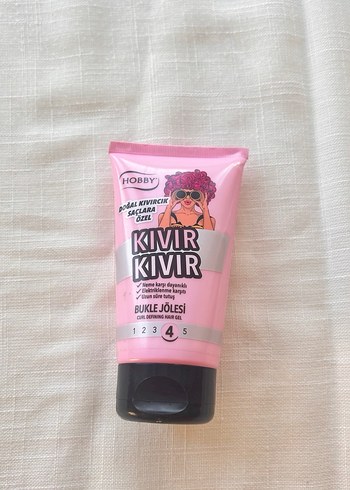 HOBBY
DOĞAL KIVIRCIK
SAÇLARA
ÖZEL
KIVIR
KIVIR
✓ Neme karşı dayanıklı
✓ Elektriklenme karşıtı
✓ Uzun süre tutuş
BUKLE JÖLESİ
CURL DEFINING HAIR GEL
1 2 3 4 5